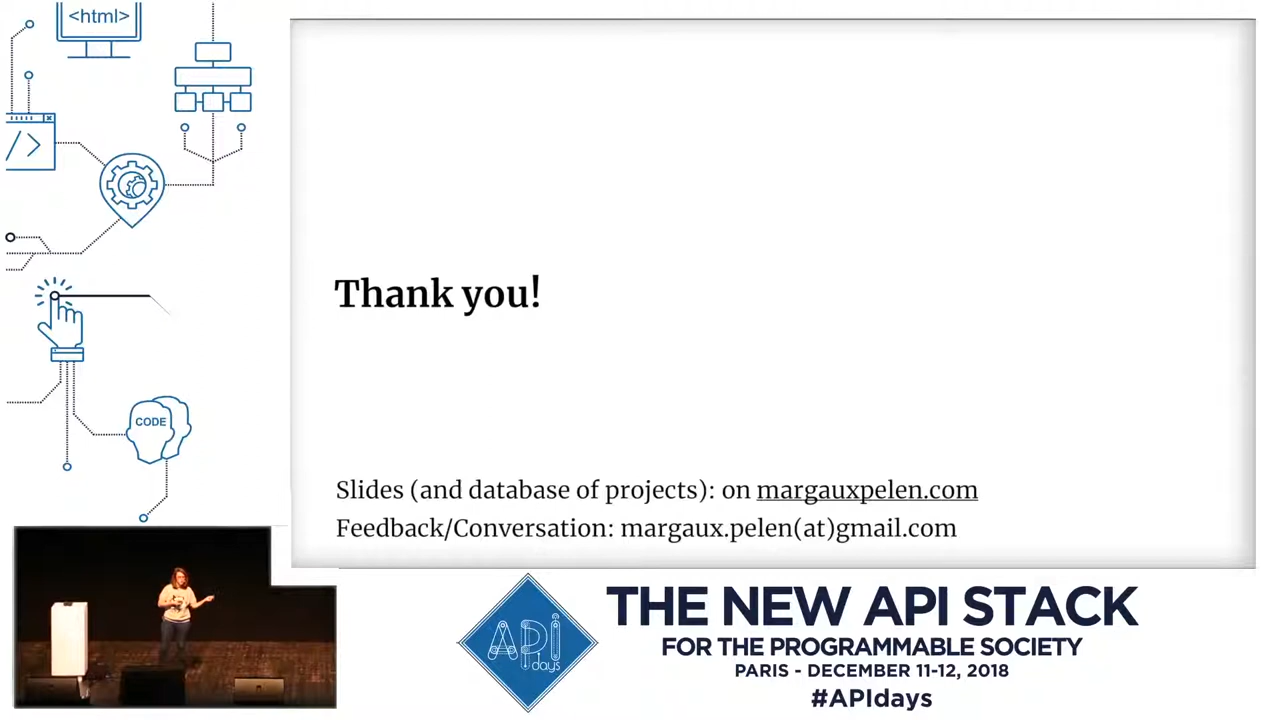 <html>
</>
CODE
Thank you!
Slides (and database of projects): on margauxpelen.com
Feedback/Conversation: margaux.pelen(at)gmail.com
API
days
THE NEW API STACK
FOR THE PROGRAMMABLE SOCIETY
PARIS - DECEMBER 11-12, 2018
#APIdays